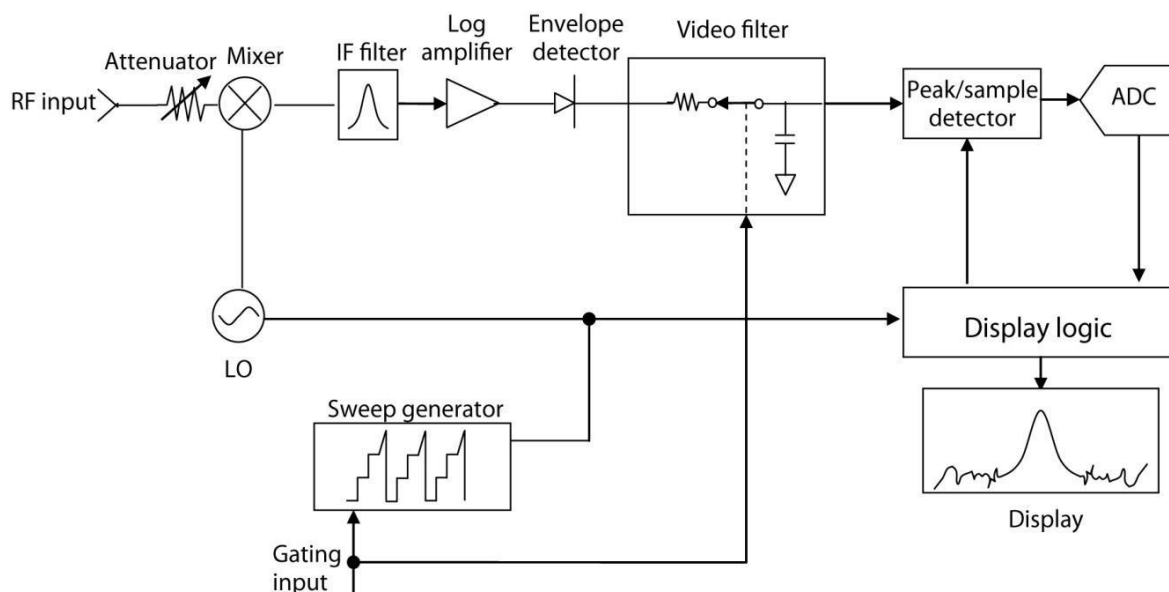 RF input
Attenuator
Mixer
IF filter
Log
amplifier
Envelope
detector
Video filter
Peak/sample
detector
ADC
LO
Display logic
Sweep generator
Display
Gating
input